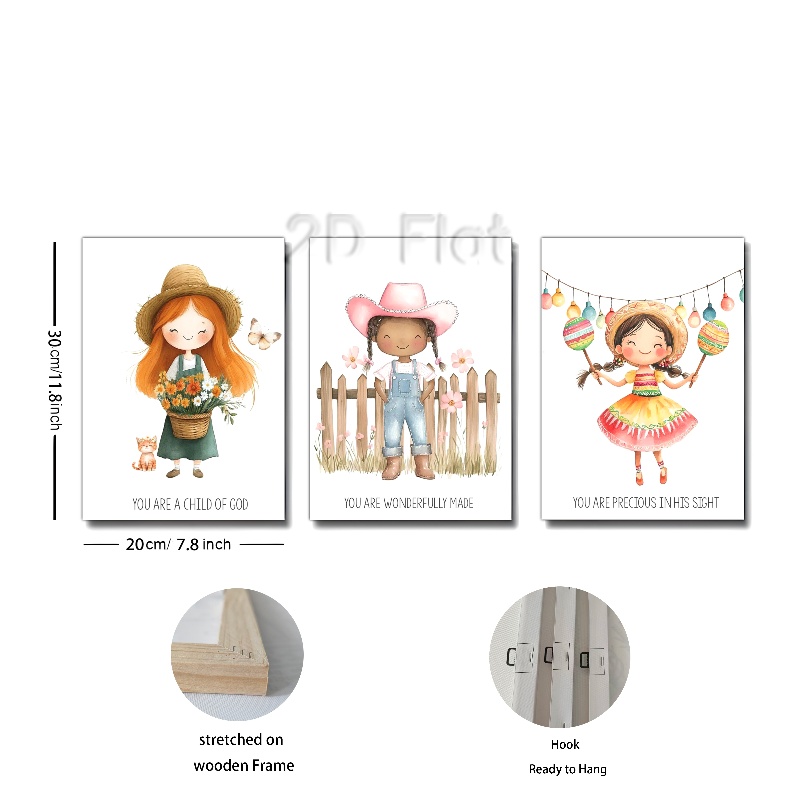 2D Flat
30cm/11.8inch
YOU ARE A CHILD OF GOD
YOU ARE WONDERFULLY MADE
YOU ARE PRECIOUS IN HIS SIGHT
20cm/ 7.8 inch
stretched on
wooden Frame
Hook
Ready to Hang